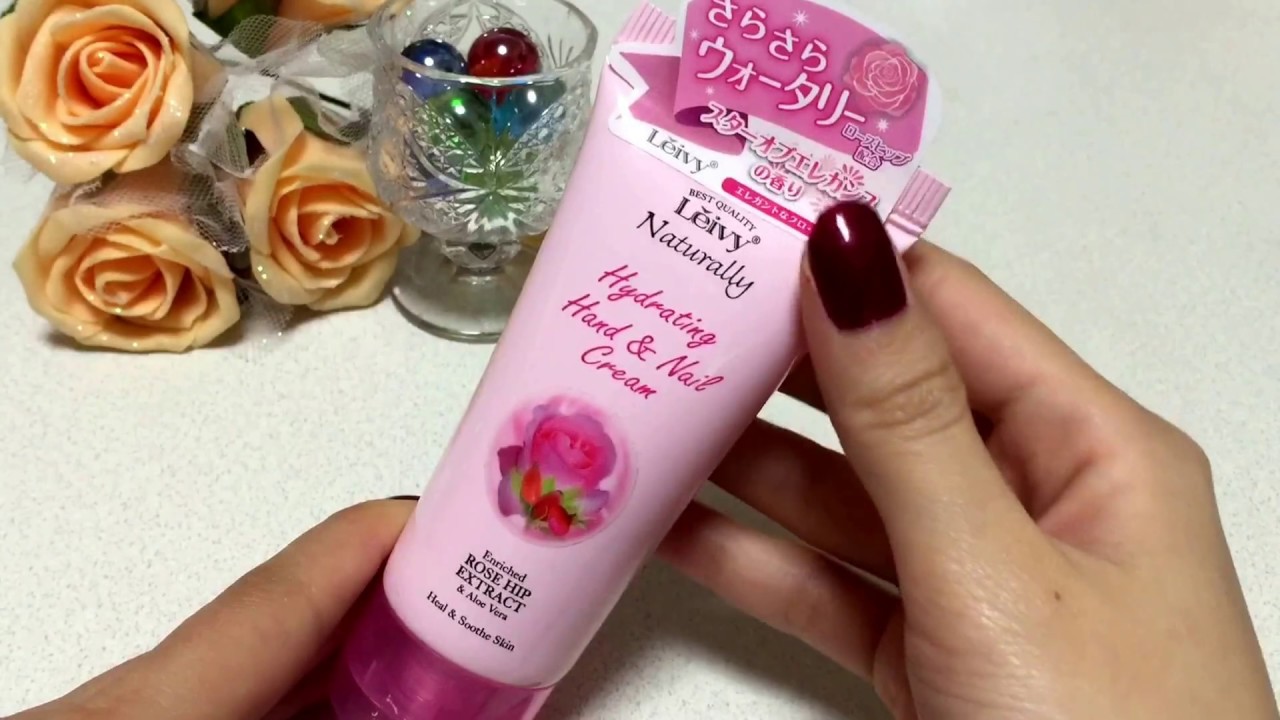 さらさら
ウォータリー
ローズヒップ
配合
スターオブエレガンス
の香り
エレガントなフロー
Leivy®
BEST QUALITY
Leivy®
Naturally
Hydrating
Hand & Nail
Cream
Enriched
ROSE HIP
EXTRACT
& Aloe Vera
Heal & Soothe Skin